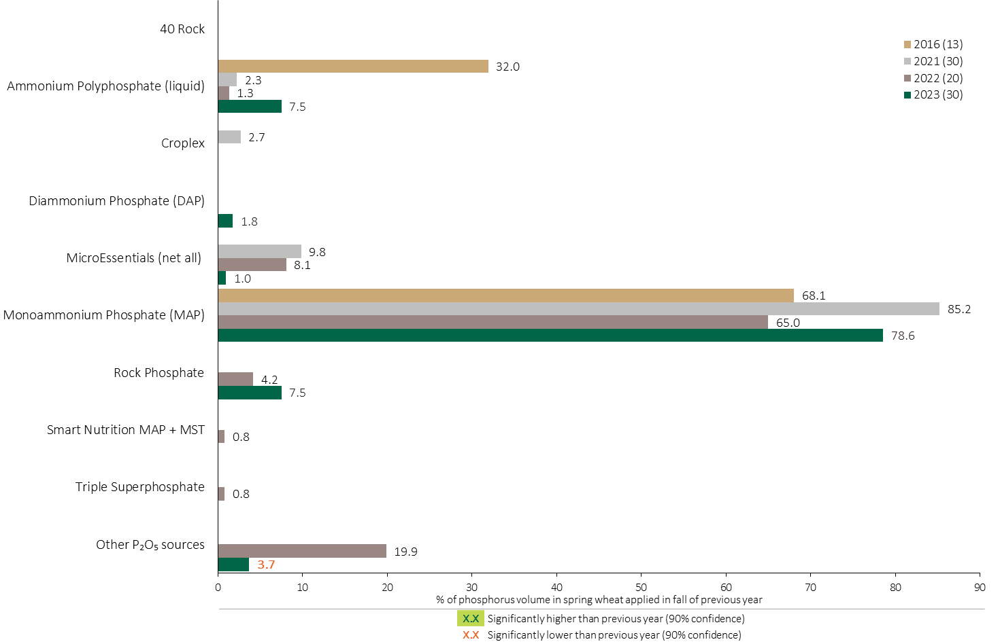 40 Rock
2016 (13)
2021 (30)
2022 (20)
2023 (30)
Ammonium Polyphosphate (liquid)
32.0
2.3
1.3
7.5
Croplex
2.7
Diammonium Phosphate (DAP)
1.8
MicroEssentials (net all)
9.8
8.1
1.0
Monoammonium Phosphate (MAP)
68.1
85.2
65.0
78.6
Rock Phosphate
4.2
7.5
Smart Nutrition MAP + MST
0.8
Triple Superphosphate
0.8
Other P₂O₅ sources
19.9
3.7
0 10 20 30 40 50 60 70 80 90
% of phosphorus volume in spring wheat applied in fall of previous year
X.X Significantly higher than previous year (90% confidence)
X.X Significantly lower than previous year (90% confidence)